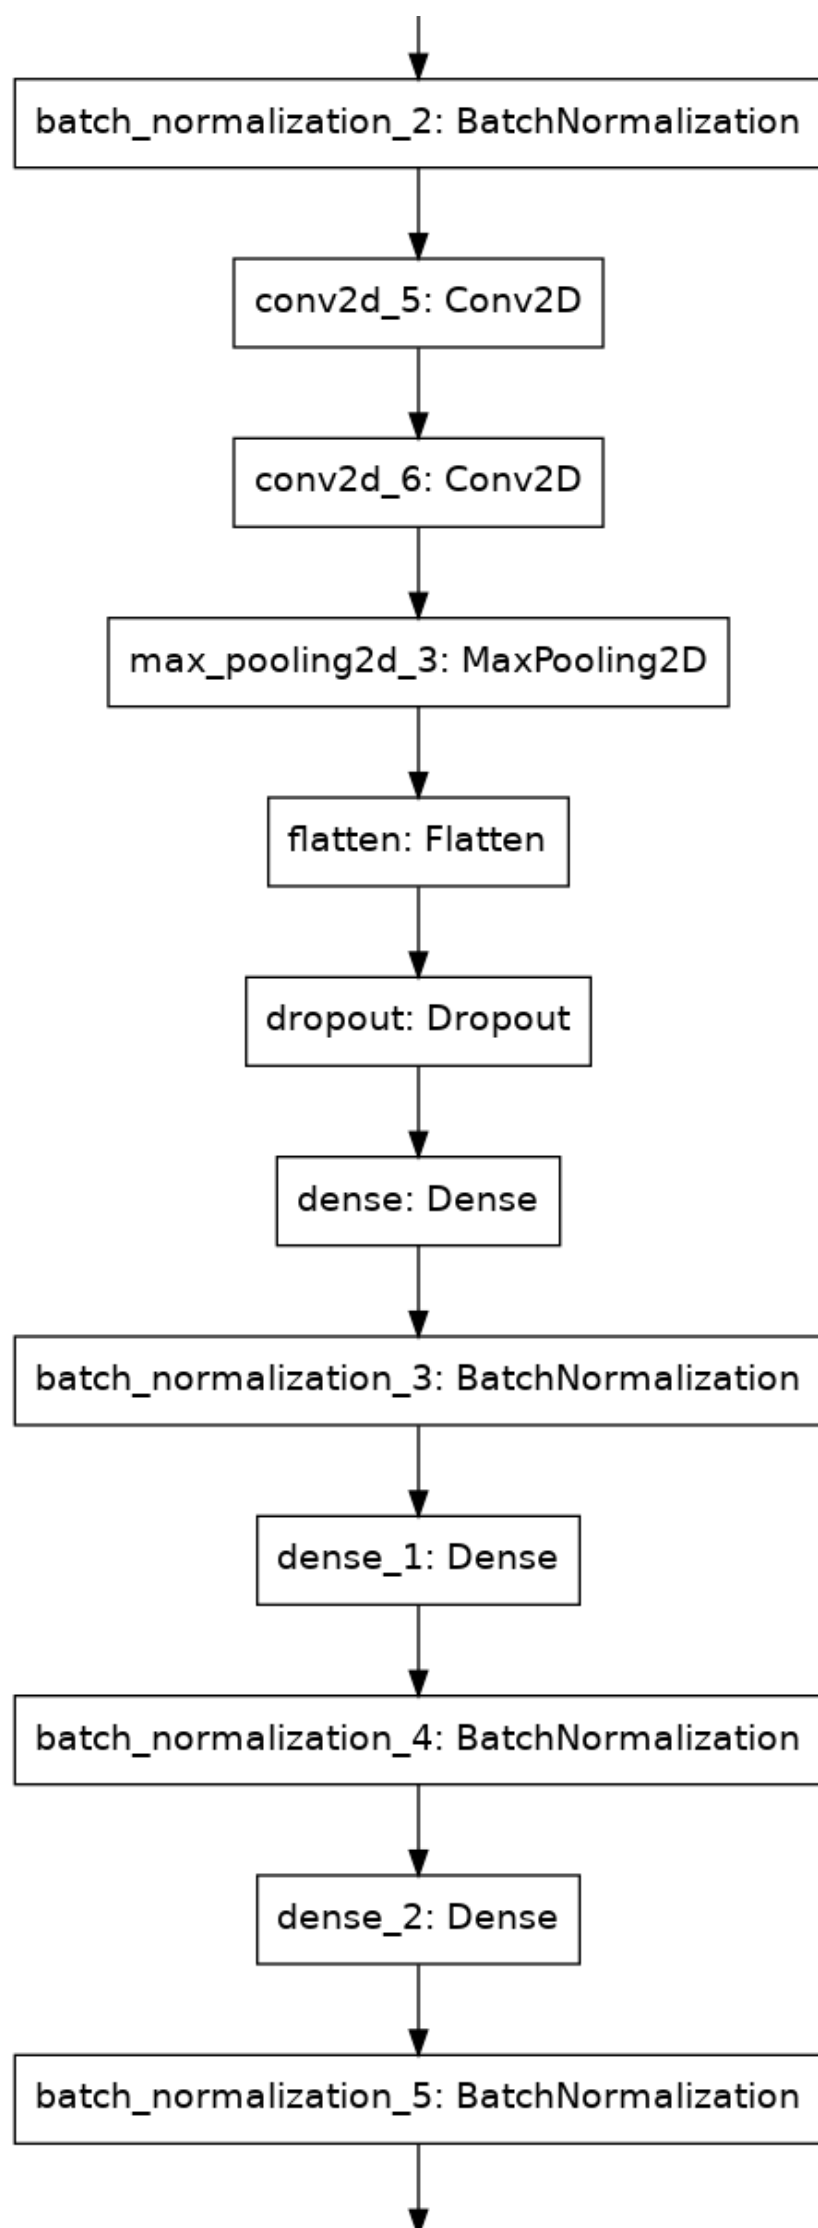 batch_normalization_2: BatchNormalization
conv2d_5: Conv2D
conv2d_6: Conv2D
max_pooling2d_3: MaxPooling2D
flatten: Flatten
dropout: Dropout
dense: Dense
batch_normalization_3: BatchNormalization
dense_1: Dense
batch_normalization_4: BatchNormalization
dense_2: Dense
batch_normalization_5: BatchNormalization